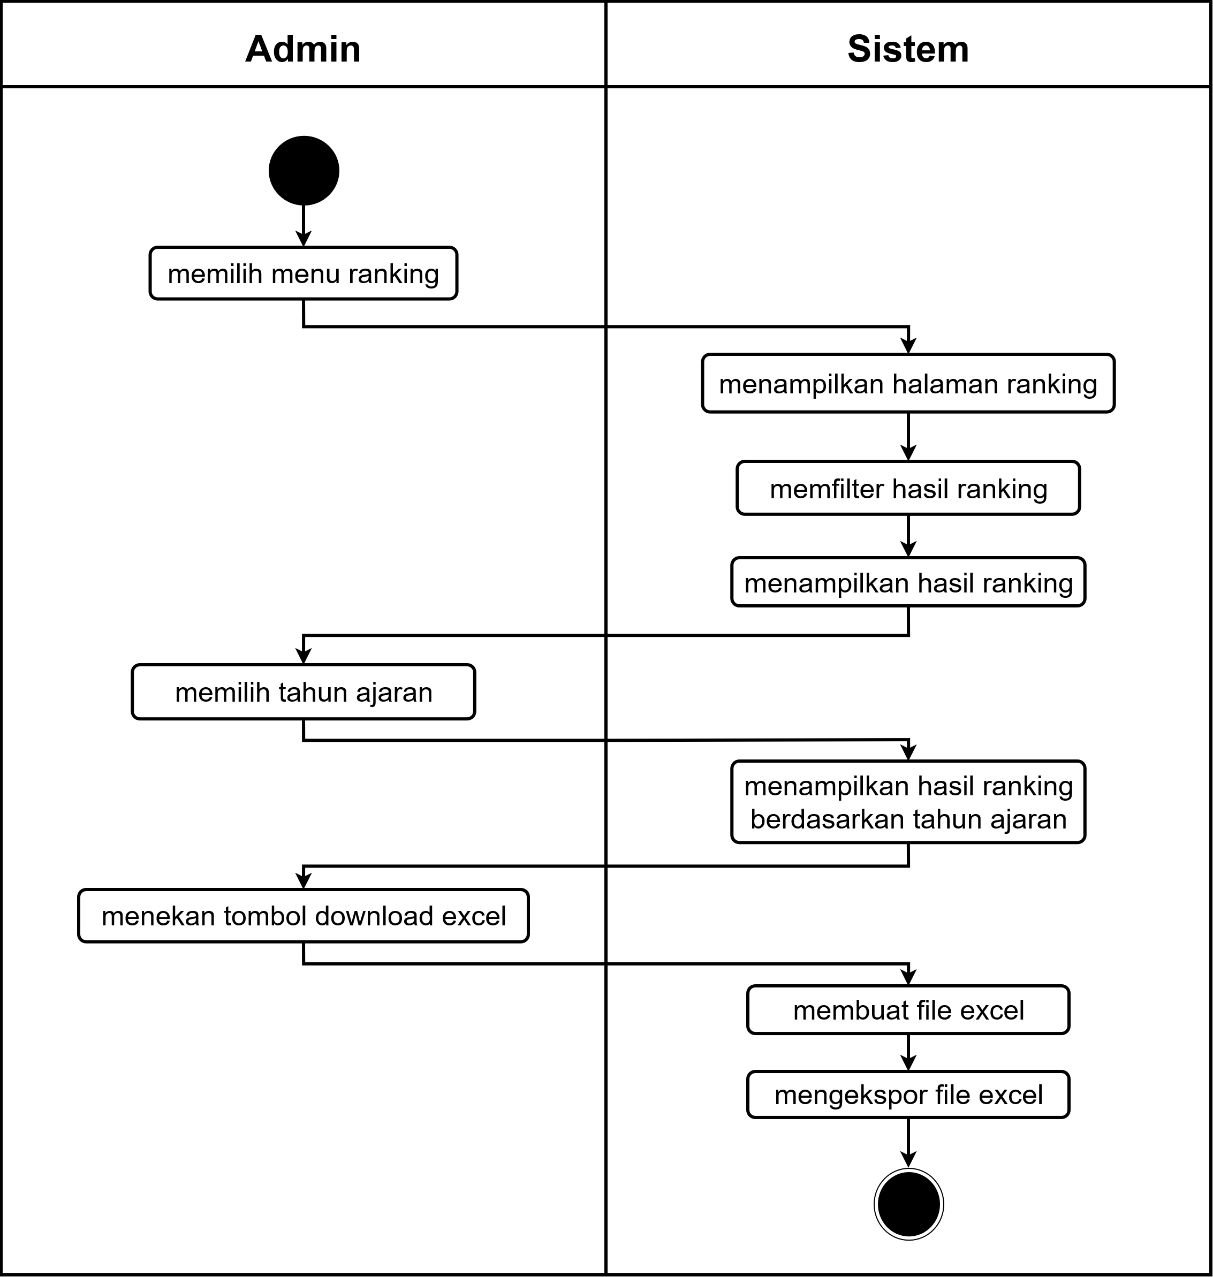 Admin
Sistem
memilih menu ranking
menampilkan halaman ranking
memfilter hasil ranking
menampilkan hasil ranking
memilih tahun ajaran
menampilkan hasil ranking
berdasarkan tahun ajaran
menekan tombol download excel
membuat file excel
mengekspor file excel